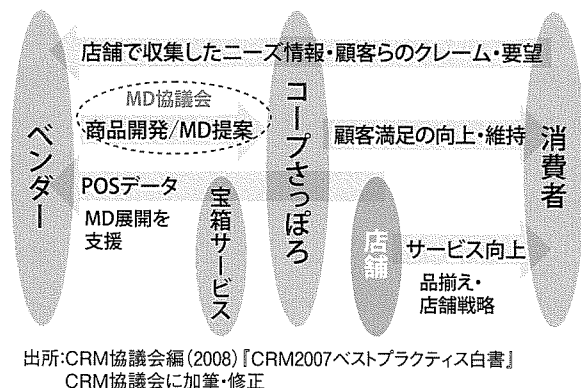 店舗で収集したニーズ情報・顧客らのクレーム・要望
MD協議会
商品開発/MD提案
ベンダー
コープさっぽろ
顧客満足の向上・維持
消費者
POSデータ
MD展開を
支援
宝箱サービス
店舗
サービス向上
品揃え・
店舗戦略
出所:CRM協議会編(2008)『CRM2007ベストプラクティス白書』
CRM協議会に加筆・修正